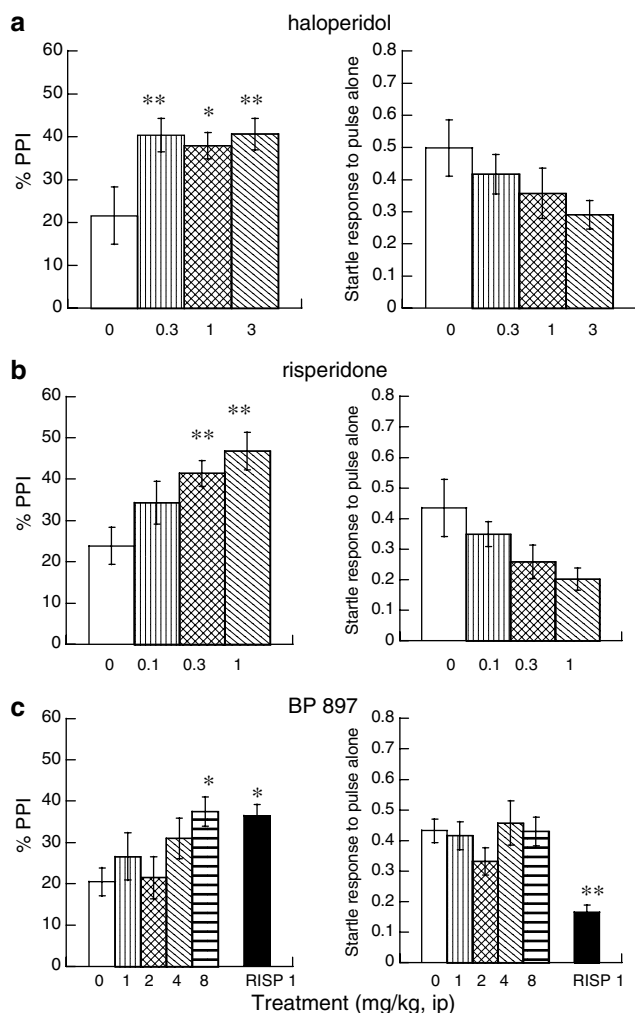 a
haloperidol
60
50
40
30
20
10
0
% PPI
** * **
0 0.3 1 3
0.8
0.7
0.6
0.5
0.4
0.3
0.2
0.1
0
Startle response to pulse alone
0 0.3 1 3
b
risperidone
60
50
40
30
20
10
0
% PPI
** **
0 0.1 0.3 1
0.8
0.7
0.6
0.5
0.4
0.3
0.2
0.1
0
Startle response to pulse alone
0 0.1 0.3 1
c
BP 897
60
50
40
30
20
10
0
% PPI
* *
0 1 2 4 8 RISP 1
0.8
0.7
0.6
0.5
0.4
0.3
0.2
0.1
0
Startle response to pulse alone
**
0 1 2 4 8 RISP 1
Treatment (mg/kg, ip)